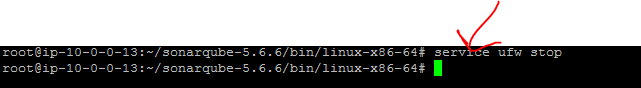 root@ip-10-0-0-13:~/sonarqube-5.6.6/bin/linux-x86-64# service ufw stop
root@ip-10-0-0-13:~/sonarqube-5.6.6/bin/linux-x86-64#